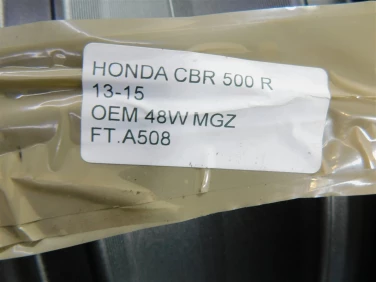 HONDA CBR 500 R
13-15
OEM 48W MGZ
FT.A508